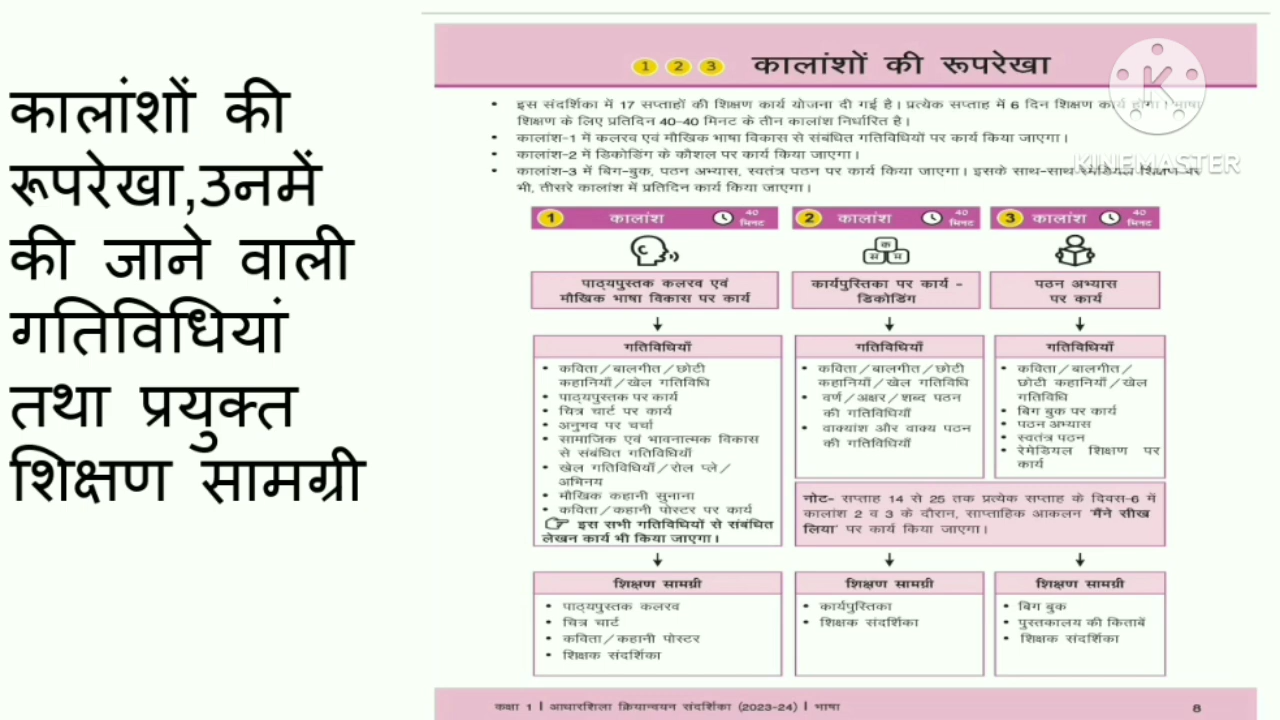 कालांशों की
रूपरेखा,उनमें
की जाने वाली
गतिविधियां
तथा प्रयुक्त
शिक्षण सामग्री
1 2 3 कालांशों की रूपरेखा
• इस संदर्शिका में 17 सप्ताहों की शिक्षण कार्य योजना दी गई है। प्रत्येक सप्ताह में 6 दिन शिक्षण कार्य होगा। भाषा
शिक्षण के लिए प्रतिदिन 40-40 मिनट के तीन कालांश निर्धारित है।
• कालांश-1 में कलरव एवं मौखिक भाषा विकास से संबंधित गतिविधियों पर कार्य किया जाएगा।
• कालांश-2 में डिकोडिंग के कौशल पर कार्य किया जाएगा।
• कालांश-3 में बिग-बुक, पठन अभ्यास, स्वतंत्र पठन पर कार्य किया जाएगा। इसके साथ-साथ रेमेडियल शिक्षण पर
भी, तीसरे कालांश में प्रतिदिन कार्य किया जाएगा।
K
KINEMASTER
1 कालांश 40 मिनट
पाठ्यपुस्तक कलरव एवं
मौखिक भाषा विकास पर कार्य
गतिविधियाँ
• कविता/बालगीत/छोटी
कहानियाँ/खेल गतिविधि
• पाठ्यपुस्तक पर कार्य
• चित्र चार्ट पर कार्य
• अनुभव पर चर्चा
• सामाजिक एवं भावनात्मक विकास
से संबंधित गतिविधियाँ
• खेल गतिविधियाँ/रोल प्ले/
अभिनय
• मौखिक कहानी सुनाना
• कविता/कहानी पोस्टर पर कार्य
इस सभी गतिविधियों से संबंधित
लेखन कार्य भी किया जाएगा।
शिक्षण सामग्री
• पाठ्यपुस्तक कलरव
• चित्र चार्ट
• कविता/कहानी पोस्टर
• शिक्षक संदर्शिका
2 कालांश 40 मिनट
क
स म
कार्यपुस्तिका पर कार्य -
डिकोडिंग
गतिविधियाँ
• कविता/बालगीत/छोटी
कहानियाँ/खेल गतिविधि
• वर्ण/अक्षर/शब्द पठन
की गतिविधियाँ
• वाक्यांश और वाक्य पठन
की गतिविधियाँ
3 कालांश 40 मिनट
पठन अभ्यास
पर कार्य
गतिविधियाँ
• कविता/बालगीत/
छोटी कहानियाँ/खेल
गतिविधि
• बिग बुक पर कार्य
• पठन अभ्यास
• स्वतंत्र पठन
• रेमेडियल शिक्षण पर
कार्य
नोट- सप्ताह 14 से 25 तक प्रत्येक सप्ताह के दिवस-6 में
कालांश 2 व 3 के दौरान, साप्ताहिक आकलन 'मैंने सीख
लिया' पर कार्य किया जाएगा।
शिक्षण सामग्री
• कार्यपुस्तिका
• शिक्षक संदर्शिका
शिक्षण सामग्री
• बिग बुक
• पुस्तकालय की किताबें
• शिक्षक संदर्शिका
कक्षा 1 | आधारशिला क्रियान्वयन संदर्शिका (2023-24) | भाषा 8